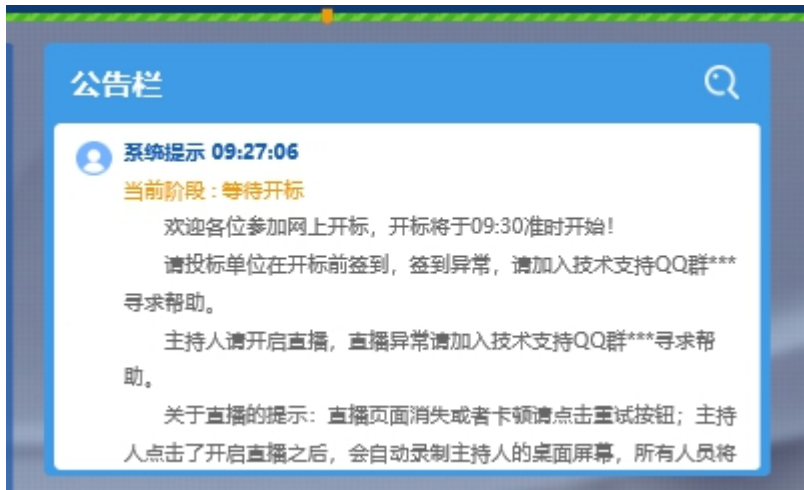 公告栏
系统提示 09:27:06
当前阶段 : 等待开标
欢迎各位参加网上开标，开标将于09:30准时开始！
请投标单位在开标前签到，签到异常，请加入技术支持QQ群***
寻求帮助。
主持人请开启直播，直播异常请加入技术支持QQ群***寻求帮
助。
关于直播的提示：直播页面消失或者卡顿请点击重试按钮；主持
人点击了开启直播之后，会自动录制主持人的桌面屏幕，所有人员将